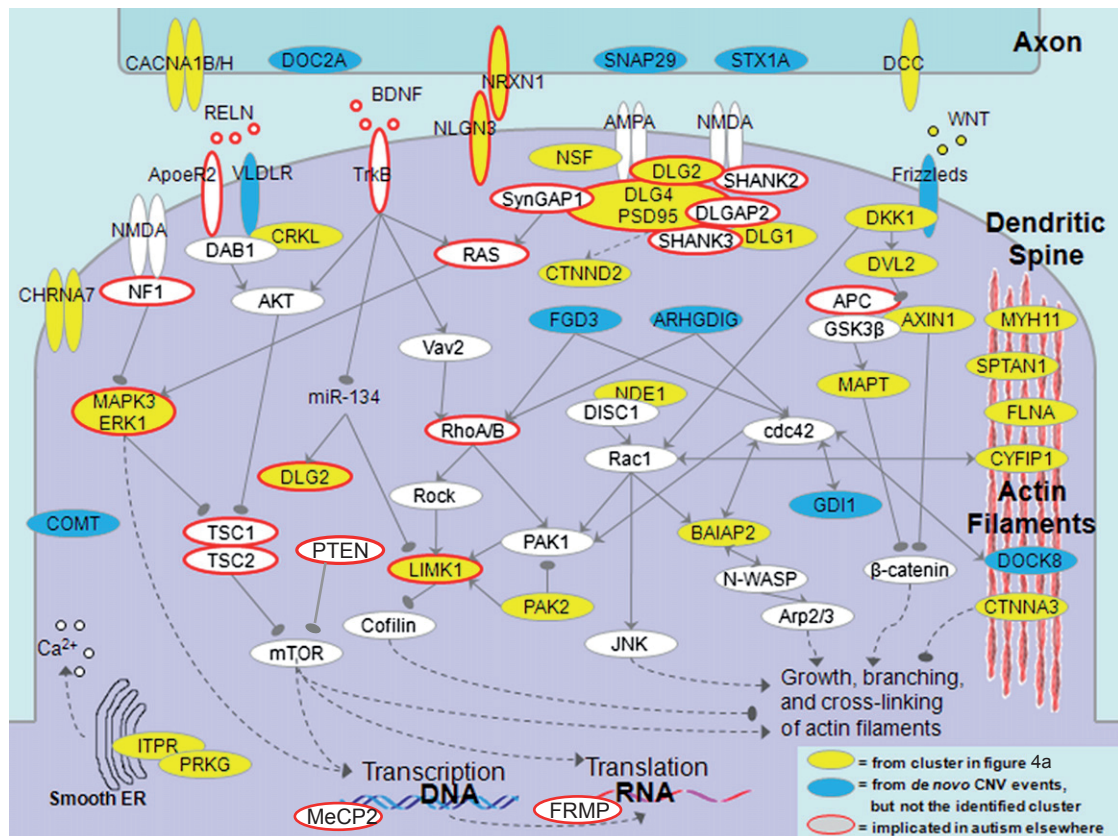 Axon
CACNA1B/H
DOC2A
NRXN1
SNAP29
STX1A
DCC
RELN
BDNF
NLGN3
AMPA
NMDA
WNT
ApoeR2
VLDLR
TrkB
NSF
DLG2
SHANK2
Frizzleds
SynGAP1
DLG4
PSD95
DLGAP2
DKK1
Dendritic
Spine
NMDA
DAB1
CRKL
RAS
SHANK3
DLG1
CTNND2
DVL2
CHRNA7
NF1
AKT
APC
GSK3β
AXIN1
MYH11
FGD3
ARHGDIG
Vav2
SPTAN1
MAPK3
ERK1
miR-134
NDE1
DISC1
MAPT
FLNA
RhoA/B
cdc42
Rac1
CYFIP1
DLG2
Rock
GDI1
Actin
Filaments
COMT
TSC1
TSC2
PTEN
LIMK1
PAK1
BAIAP2
N-WASP
β-catenin
DOCK8
PAK2
Cofilin
Arp2/3
CTNNA3
Ca2+
mTOR
JNK
Growth, branching,
and cross-linking
of actin filaments
ITPR
PRKG
Smooth ER
Transcription
DNA
MeCP2
Translation
RNA
FRMP
= from cluster in figure 4a
= from de novo CNV events,
but not the identified cluster
= implicated in autism elsewhere